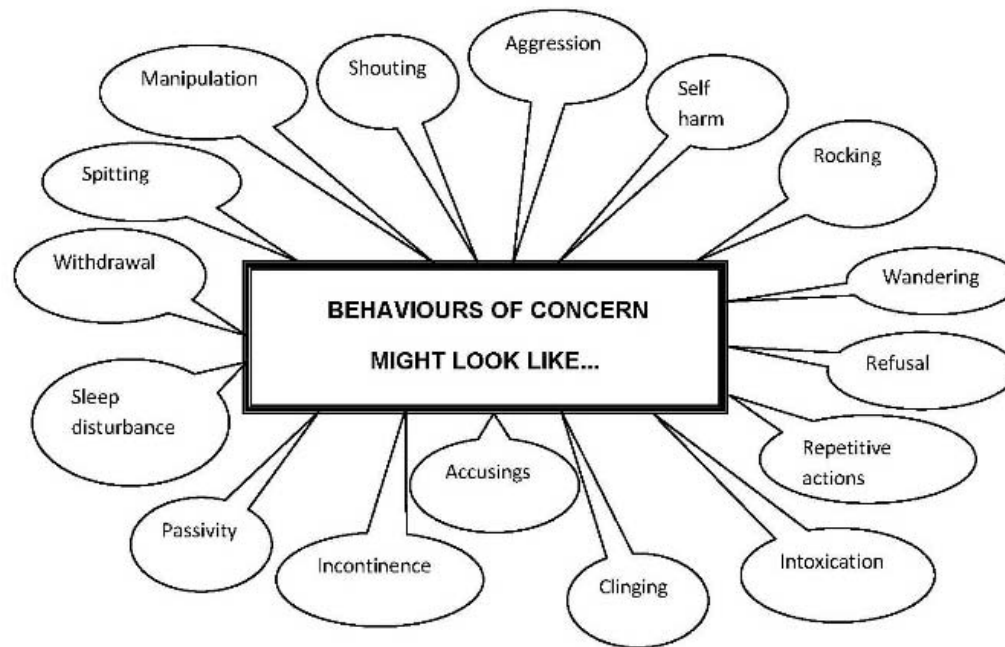 Aggression
Shouting
Manipulation
Self
harm
Rocking
Spitting
Withdrawal
Wandering
BEHAVIOURS OF CONCERN
MIGHT LOOK LIKE...
Refusal
Sleep
disturbance
Repetitive
actions
Accusings
Passivity
Incontinence
Clinging
Intoxication